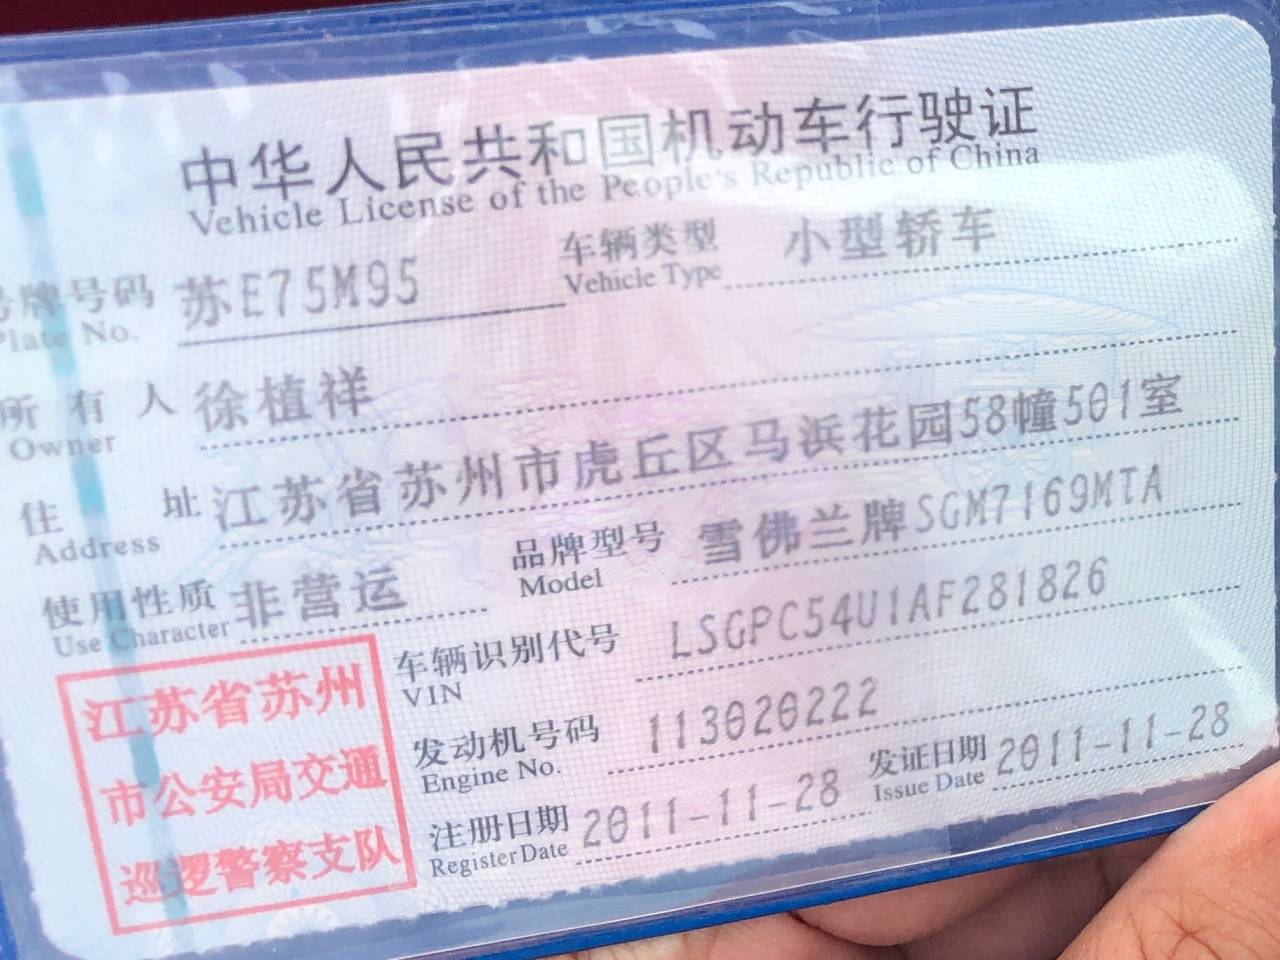 中华人民共和国机动车行驶证
Vehicle License of the People's Republic of China
号牌号码 苏E75M95 车辆类型 小型轿车
Plate No. Vehicle Type
所有人 徐植祥
Owner
住址 江苏省苏州市虎丘区马浜花园58幢501室
Address
使用性质 非营运 品牌型号 雪佛兰牌SGM7169MTA
Use Character Model
车辆识别代号 LSGPC54U1AF281826
VIN
发动机号码 113020222
Engine No.
注册日期 2011-11-28 发证日期 2011-11-28
Register Date Issue Date
江苏省苏州
市公安局交通
巡逻警察支队